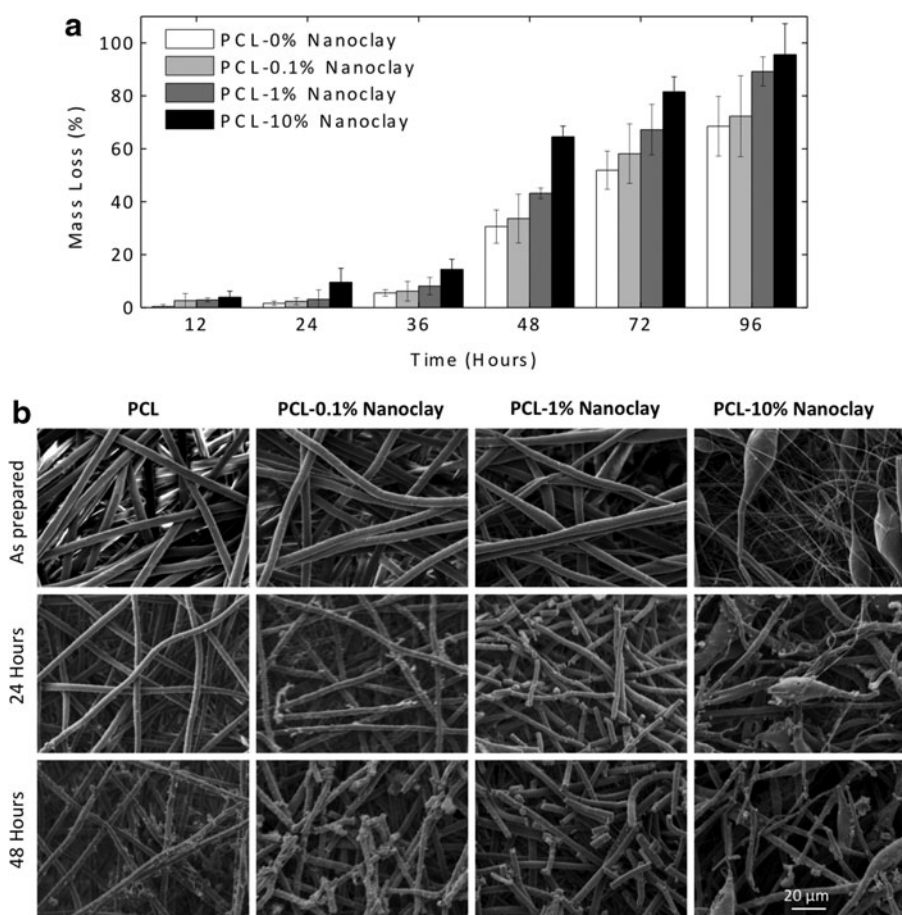 a
100
80
60
40
20
0
Mass Loss (%)
PCL-0% Nanoclay
PCL-0.1% Nanoclay
PCL-1% Nanoclay
PCL-10% Nanoclay
12 24 36 48 72 96
Time (Hours)
b
PCL PCL-0.1% Nanoclay PCL-1% Nanoclay PCL-10% Nanoclay
As prepared
24 Hours
48 Hours
20 µm